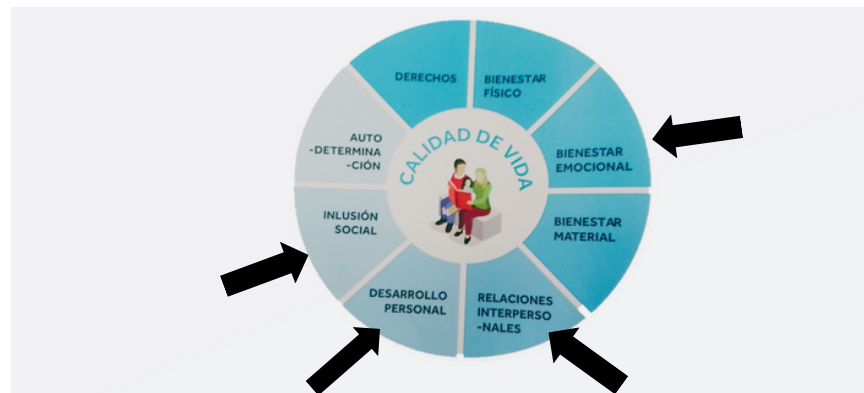 DERECHOS
BIENESTAR
FÍSICO
BIENESTAR
EMOCIONAL
BIENESTAR
MATERIAL
RELACIONES
INTERPERSO
-NALES
DESARROLLO
PERSONAL
INLUSIÓN
SOCIAL
AUTO
-DETERMINA
-CIÓN
CALIDAD DE VIDA